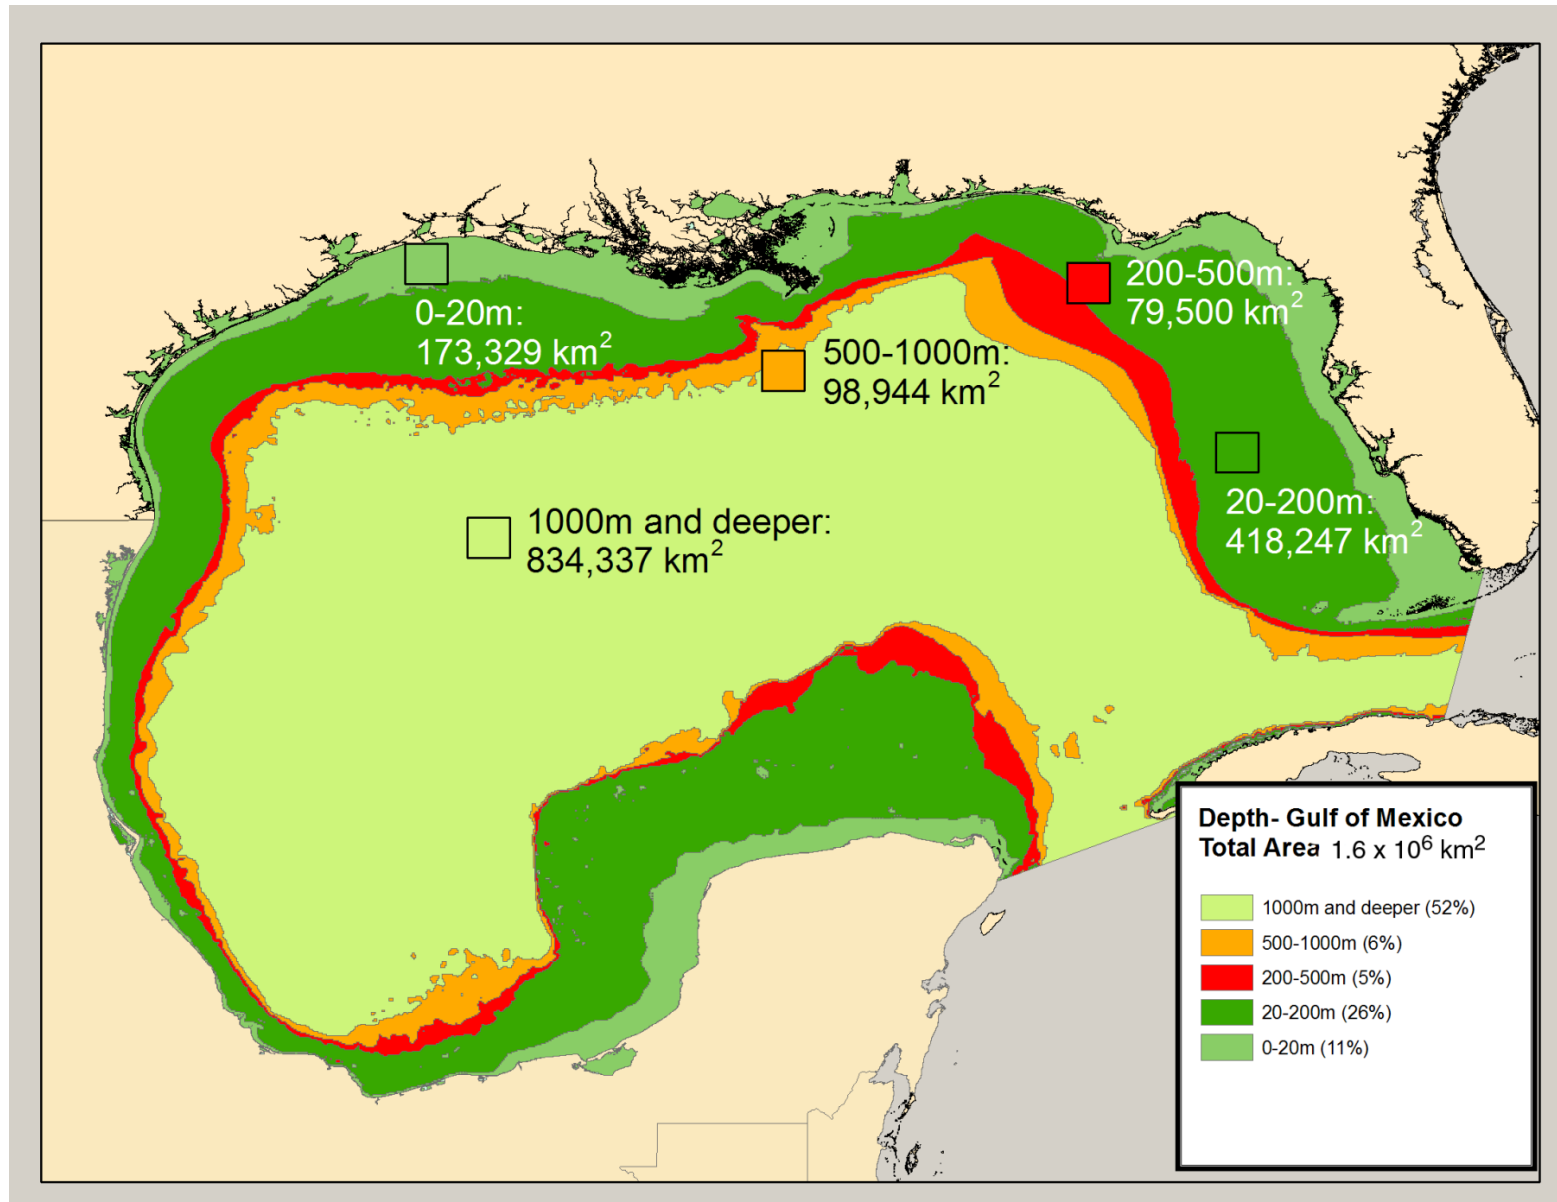 0-20m:
173,329 km²
200-500m:
79,500 km²
500-1000m:
98,944 km²
20-200m:
418,247 km²
1000m and deeper:
834,337 km²
Depth- Gulf of Mexico
Total Area 1.6 x 10⁶ km²
1000m and deeper (52%)
500-1000m (6%)
200-500m (5%)
20-200m (26%)
0-20m (11%)